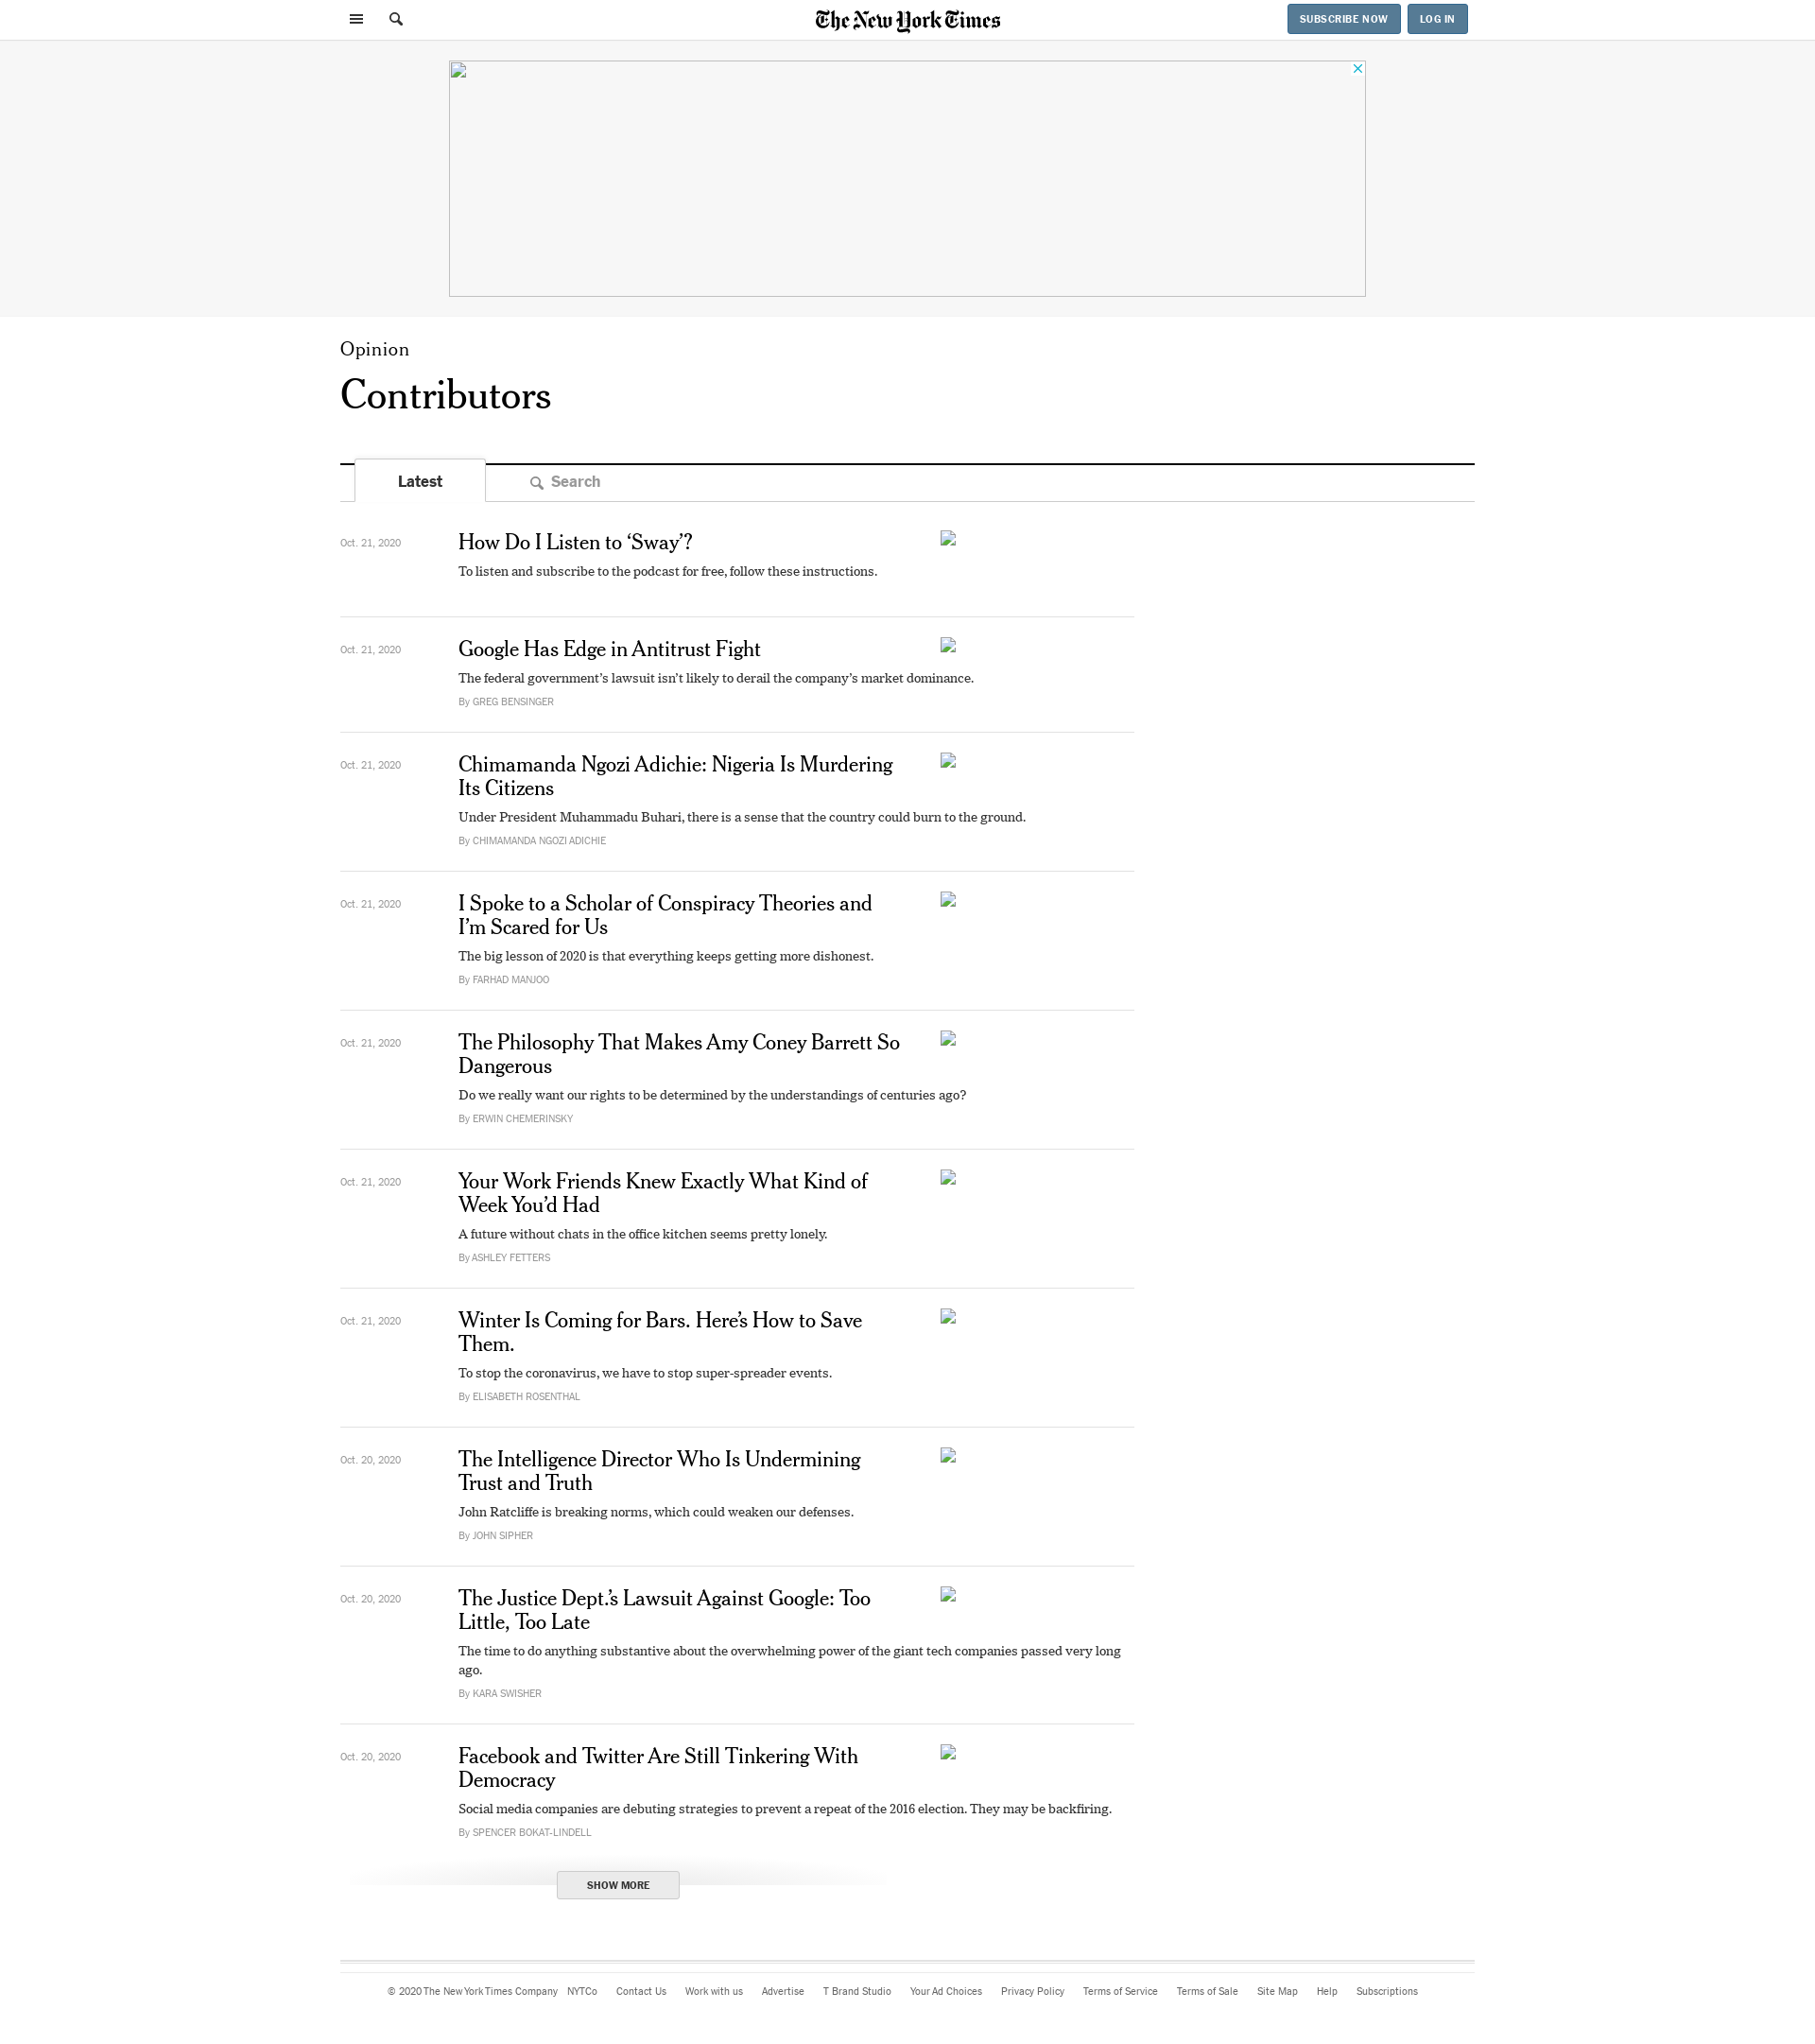 The New York Times
SUBSCRIBE NOW
LOG IN
Opinion
Contributors
Latest
Search
Oct. 21, 2020
How Do I Listen to ‘Sway’?
To listen and subscribe to the podcast for free, follow these instructions.
Oct. 21, 2020
Google Has Edge in Antitrust Fight
The federal government’s lawsuit isn’t likely to derail the company’s market dominance.
By GREG BENSINGER
Oct. 21, 2020
Chimamanda Ngozi Adichie: Nigeria Is Murdering
Its Citizens
Under President Muhammadu Buhari, there is a sense that the country could burn to the ground.
By CHIMAMANDA NGOZI ADICHIE
Oct. 21, 2020
I Spoke to a Scholar of Conspiracy Theories and
I’m Scared for Us
The big lesson of 2020 is that everything keeps getting more dishonest.
By FARHAD MANJOO
Oct. 21, 2020
The Philosophy That Makes Amy Coney Barrett So
Dangerous
Do we really want our rights to be determined by the understandings of centuries ago?
By ERWIN CHEMERINSKY
Oct. 21, 2020
Your Work Friends Knew Exactly What Kind of
Week You’d Had
A future without chats in the office kitchen seems pretty lonely.
By ASHLEY FETTERS
Oct. 21, 2020
Winter Is Coming for Bars. Here’s How to Save
Them.
To stop the coronavirus, we have to stop super-spreader events.
By ELISABETH ROSENTHAL
Oct. 20, 2020
The Intelligence Director Who Is Undermining
Trust and Truth
John Ratcliffe is breaking norms, which could weaken our defenses.
By JOHN SIPHER
Oct. 20, 2020
The Justice Dept.’s Lawsuit Against Google: Too
Little, Too Late
The time to do anything substantive about the overwhelming power of the giant tech companies passed very long
ago.
By KARA SWISHER
Oct. 20, 2020
Facebook and Twitter Are Still Tinkering With
Democracy
Social media companies are debuting strategies to prevent a repeat of the 2016 election. They may be backfiring.
By SPENCER BOKAT-LINDELL
SHOW MORE
© 2020 The New York Times Company NYTCo Contact Us Work with us Advertise T Brand Studio Your Ad Choices Privacy Policy Terms of Service Terms of Sale Site Map Help Subscriptions